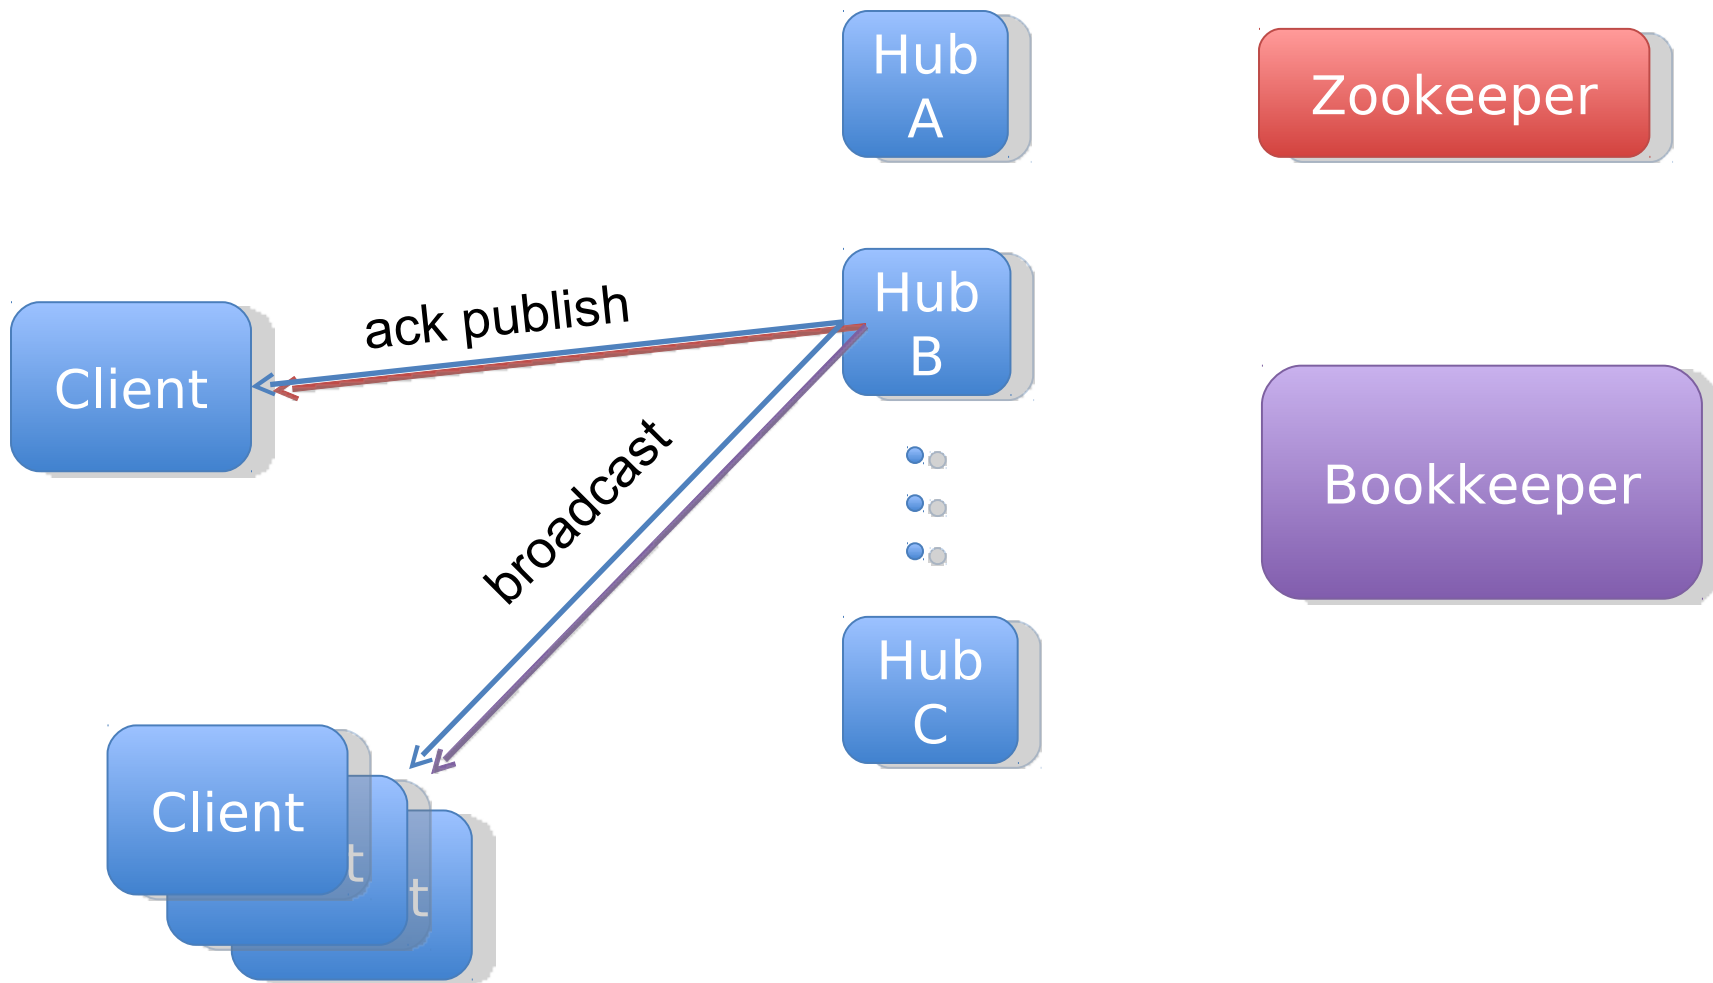 Hub
A
Zookeeper
ack publish
Hub
B
Client
Bookkeeper
broadcast
Hub
C
Client
t
t